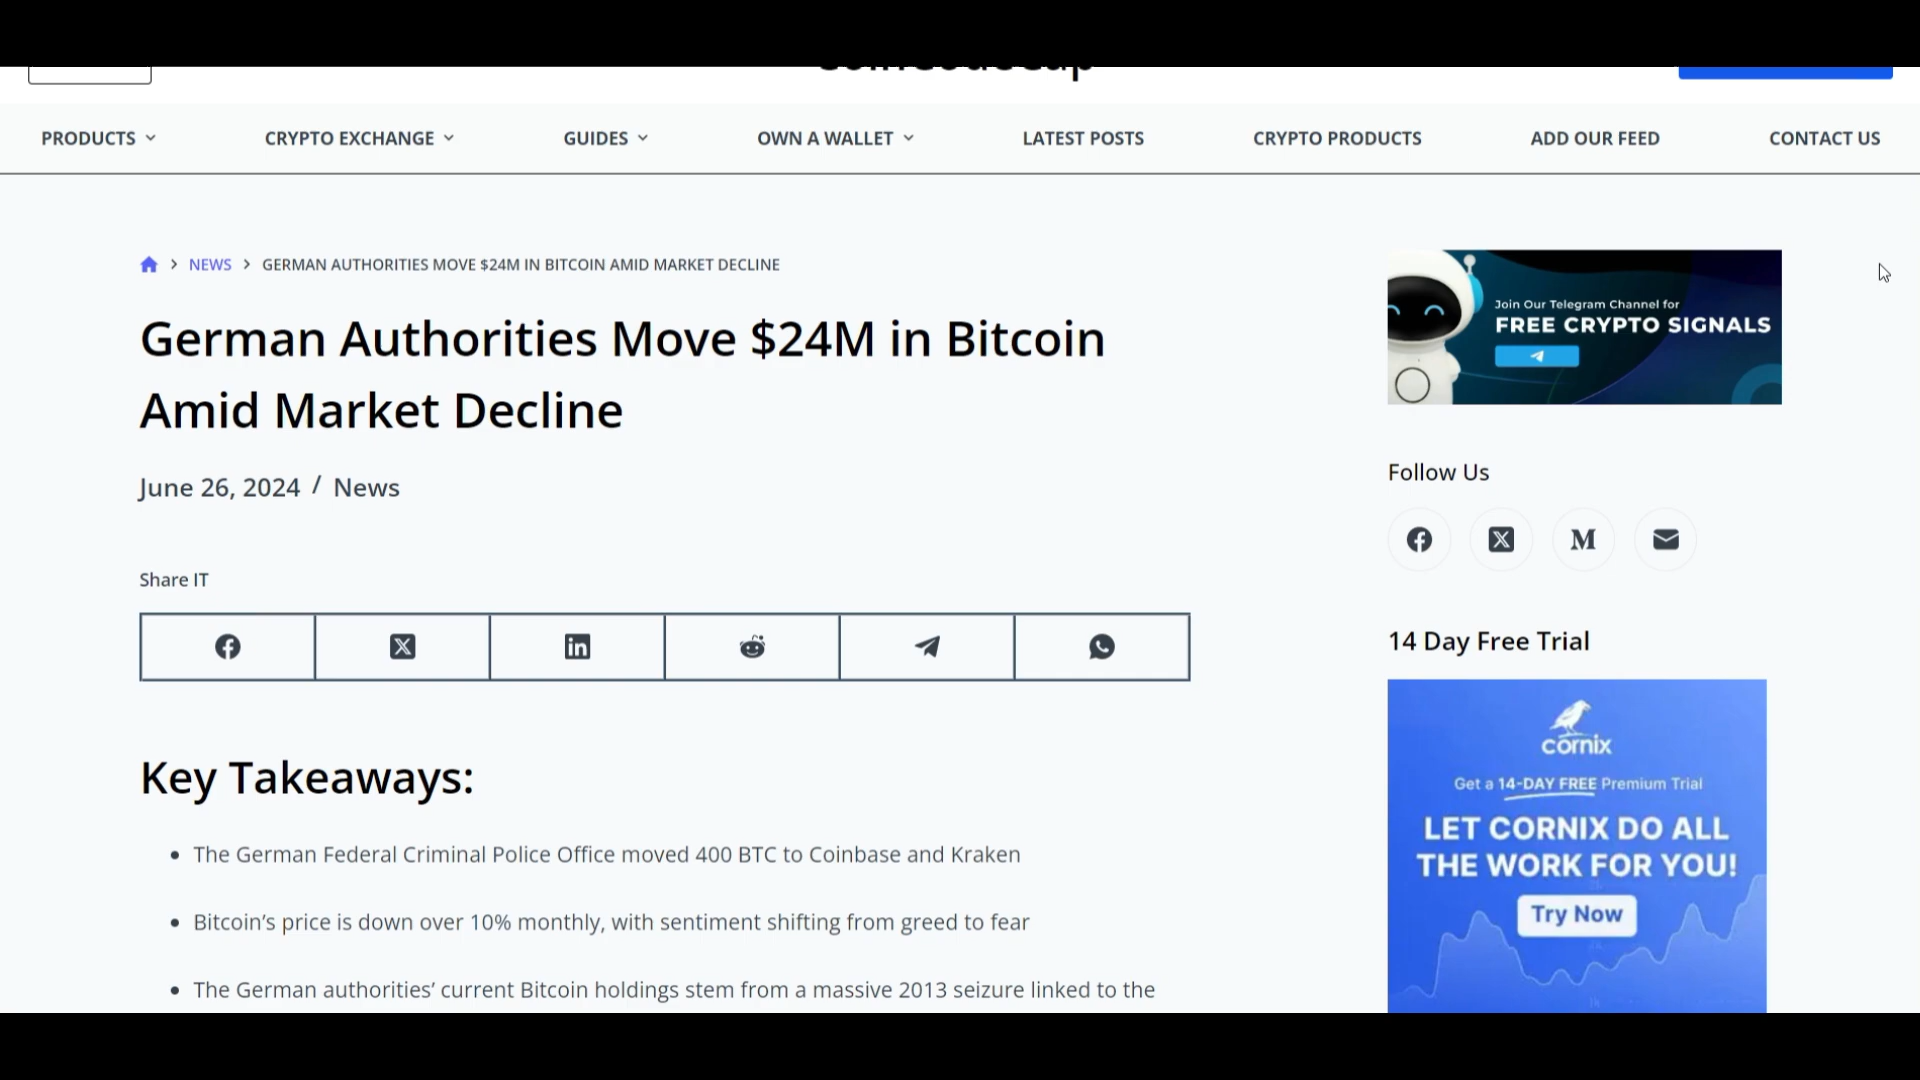 PRODUCTS
CRYPTO EXCHANGE
GUIDES
OWN A WALLET
LATEST POSTS
CRYPTO PRODUCTS
ADD OUR FEED
CONTACT US
NEWS > GERMAN AUTHORITIES MOVE $24M IN BITCOIN AMID MARKET DECLINE
German Authorities Move $24M in Bitcoin
Amid Market Decline
June 26, 2024 / News
Share IT
Key Takeaways:
• The German Federal Criminal Police Office moved 400 BTC to Coinbase and Kraken
• Bitcoin’s price is down over 10% monthly, with sentiment shifting from greed to fear
• The German authorities’ current Bitcoin holdings stem from a massive 2013 seizure linked to the
Join Our Telegram Channel for
FREE CRYPTO SIGNALS
Follow Us
14 Day Free Trial
cornix
Get a 14-DAY FREE Premium Trial
LET CORNIX DO ALL
THE WORK FOR YOU!
Try Now